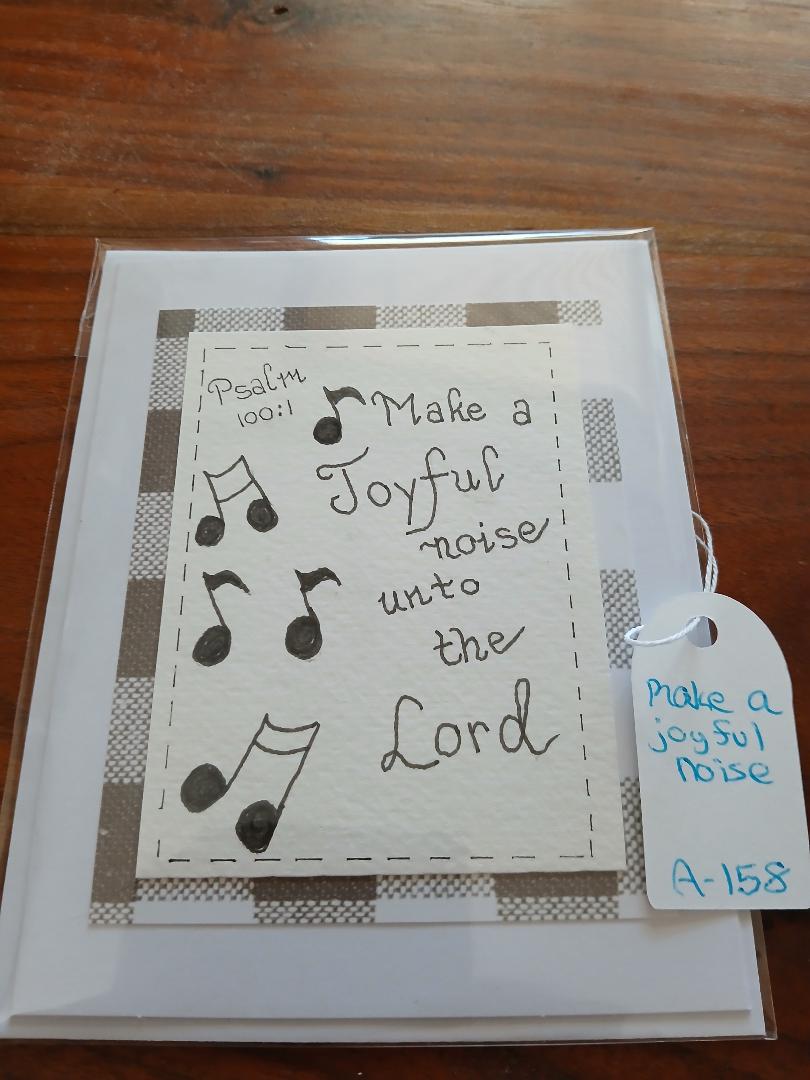 Psalm
100:1
Make a
Joyful
noise
unto
the
Lord
Make a
joyful
noise
A-158